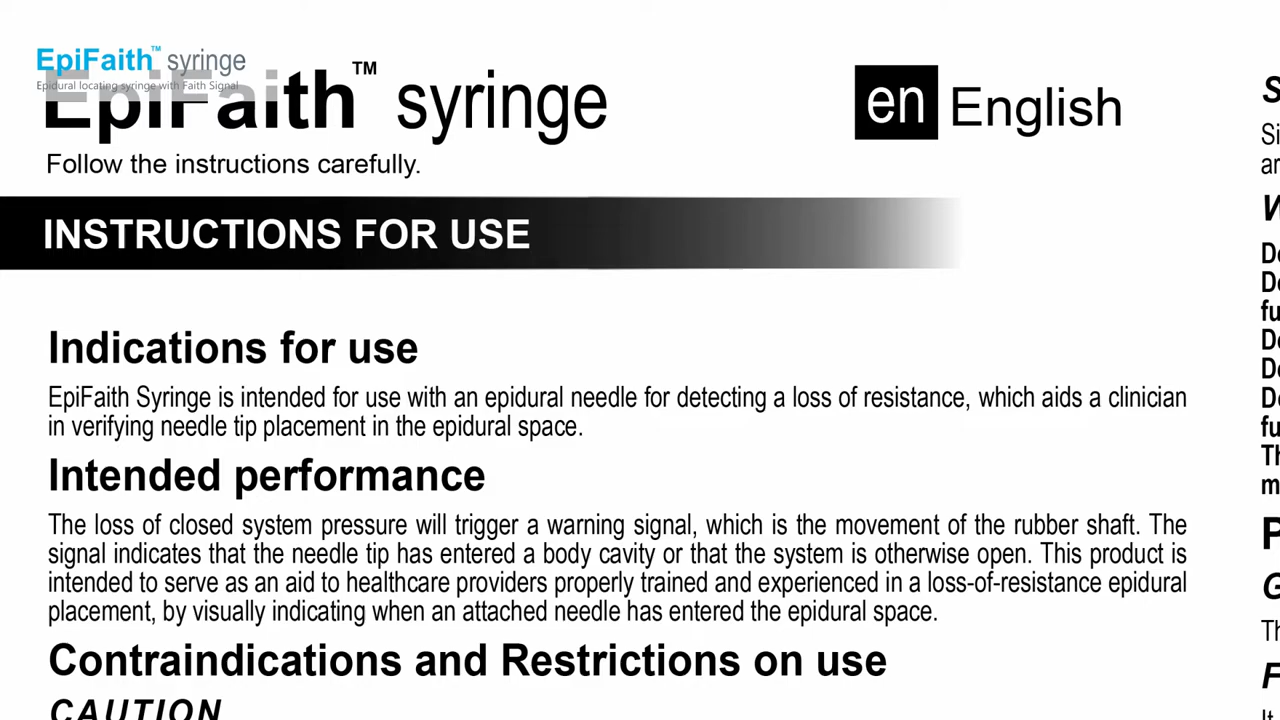 EpiFaith™ syringe
Epidural locating syringe with Faith Signal
EpiFaith™ syringe
en English
Follow the instructions carefully.
INSTRUCTIONS FOR USE
Indications for use
EpiFaith Syringe is intended for use with an epidural needle for detecting a loss of resistance, which aids a clinician
in verifying needle tip placement in the epidural space.
Intended performance
The loss of closed system pressure will trigger a warning signal, which is the movement of the rubber shaft. The
signal indicates that the needle tip has entered a body cavity or that the system is otherwise open. This product is
intended to serve as an aid to healthcare providers properly trained and experienced in a loss-of-resistance epidural
placement, by visually indicating when an attached needle has entered the epidural space.
Contraindications and Restrictions on use
CAUTION